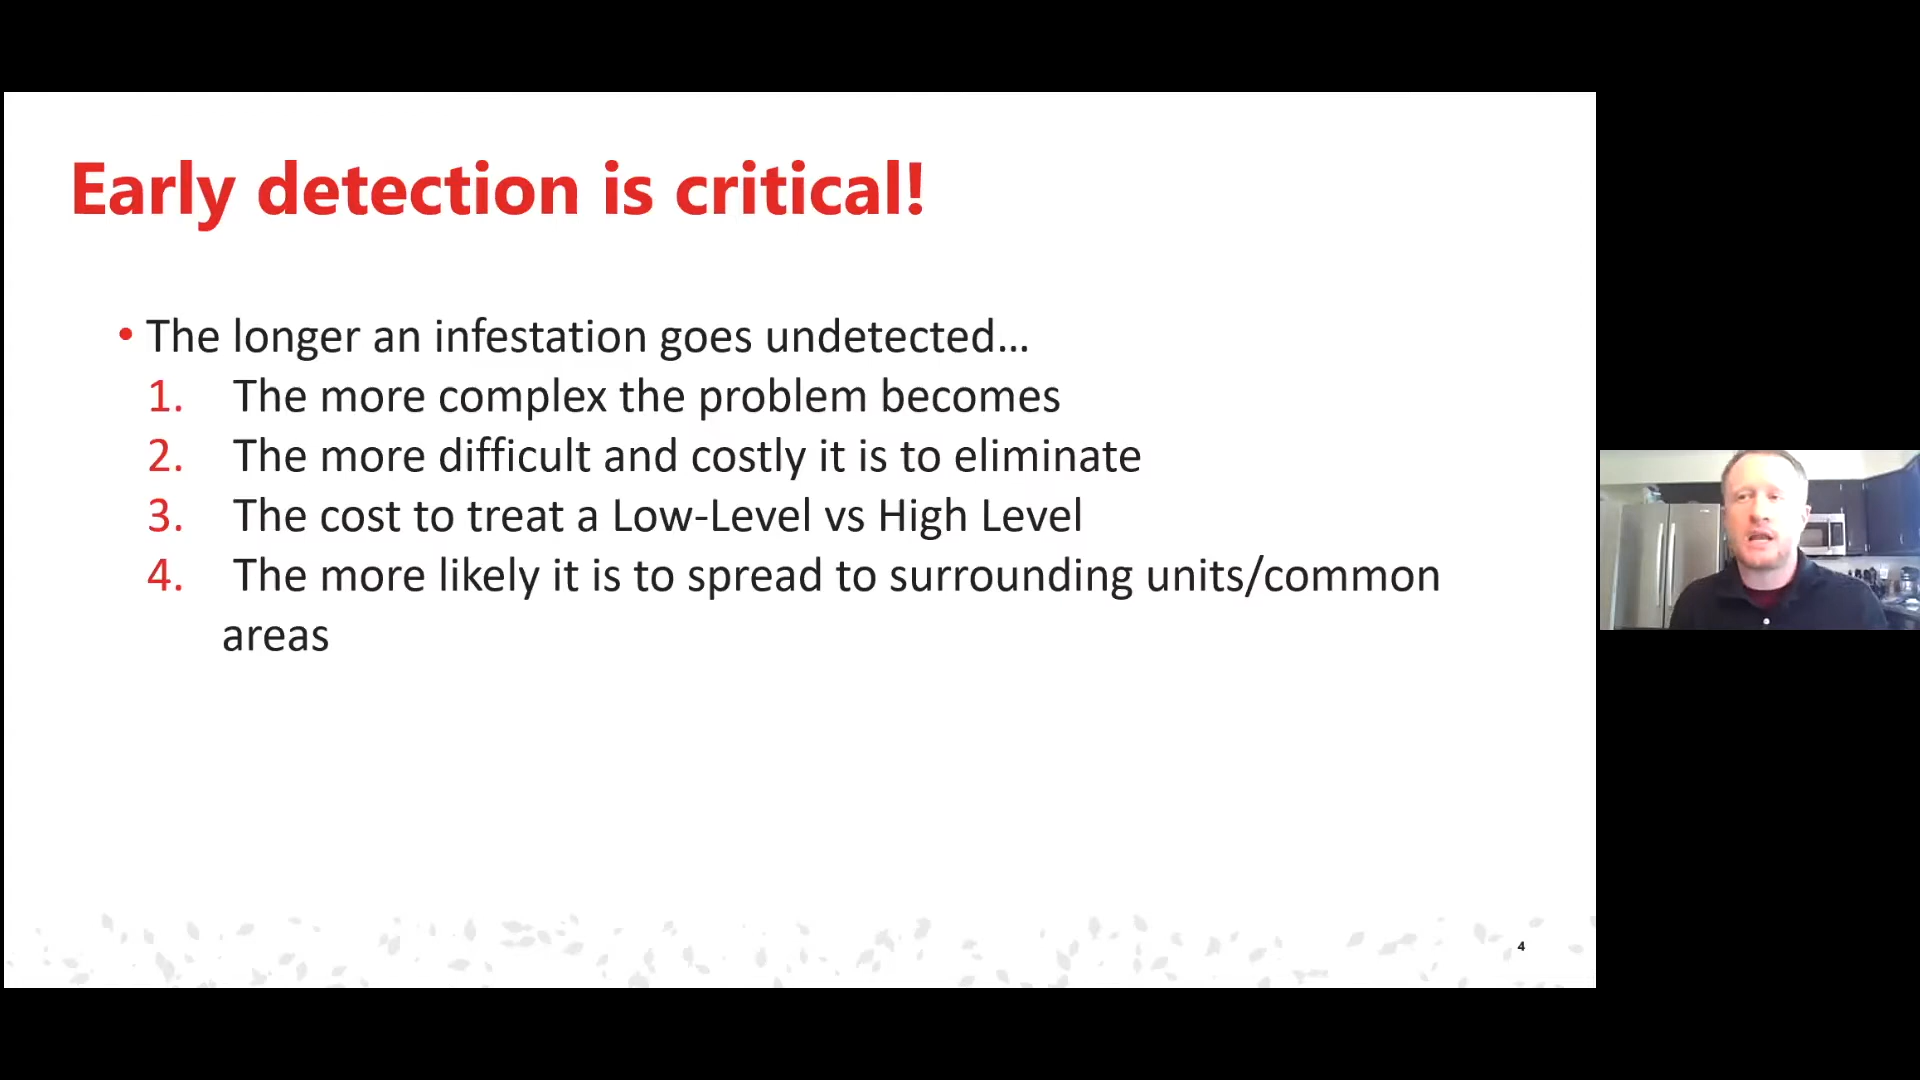 Early detection is critical!
• The longer an infestation goes undetected...
1. The more complex the problem becomes
2. The more difficult and costly it is to eliminate
3. The cost to treat a Low-Level vs High Level
4. The more likely it is to spread to surrounding units/common
areas
4